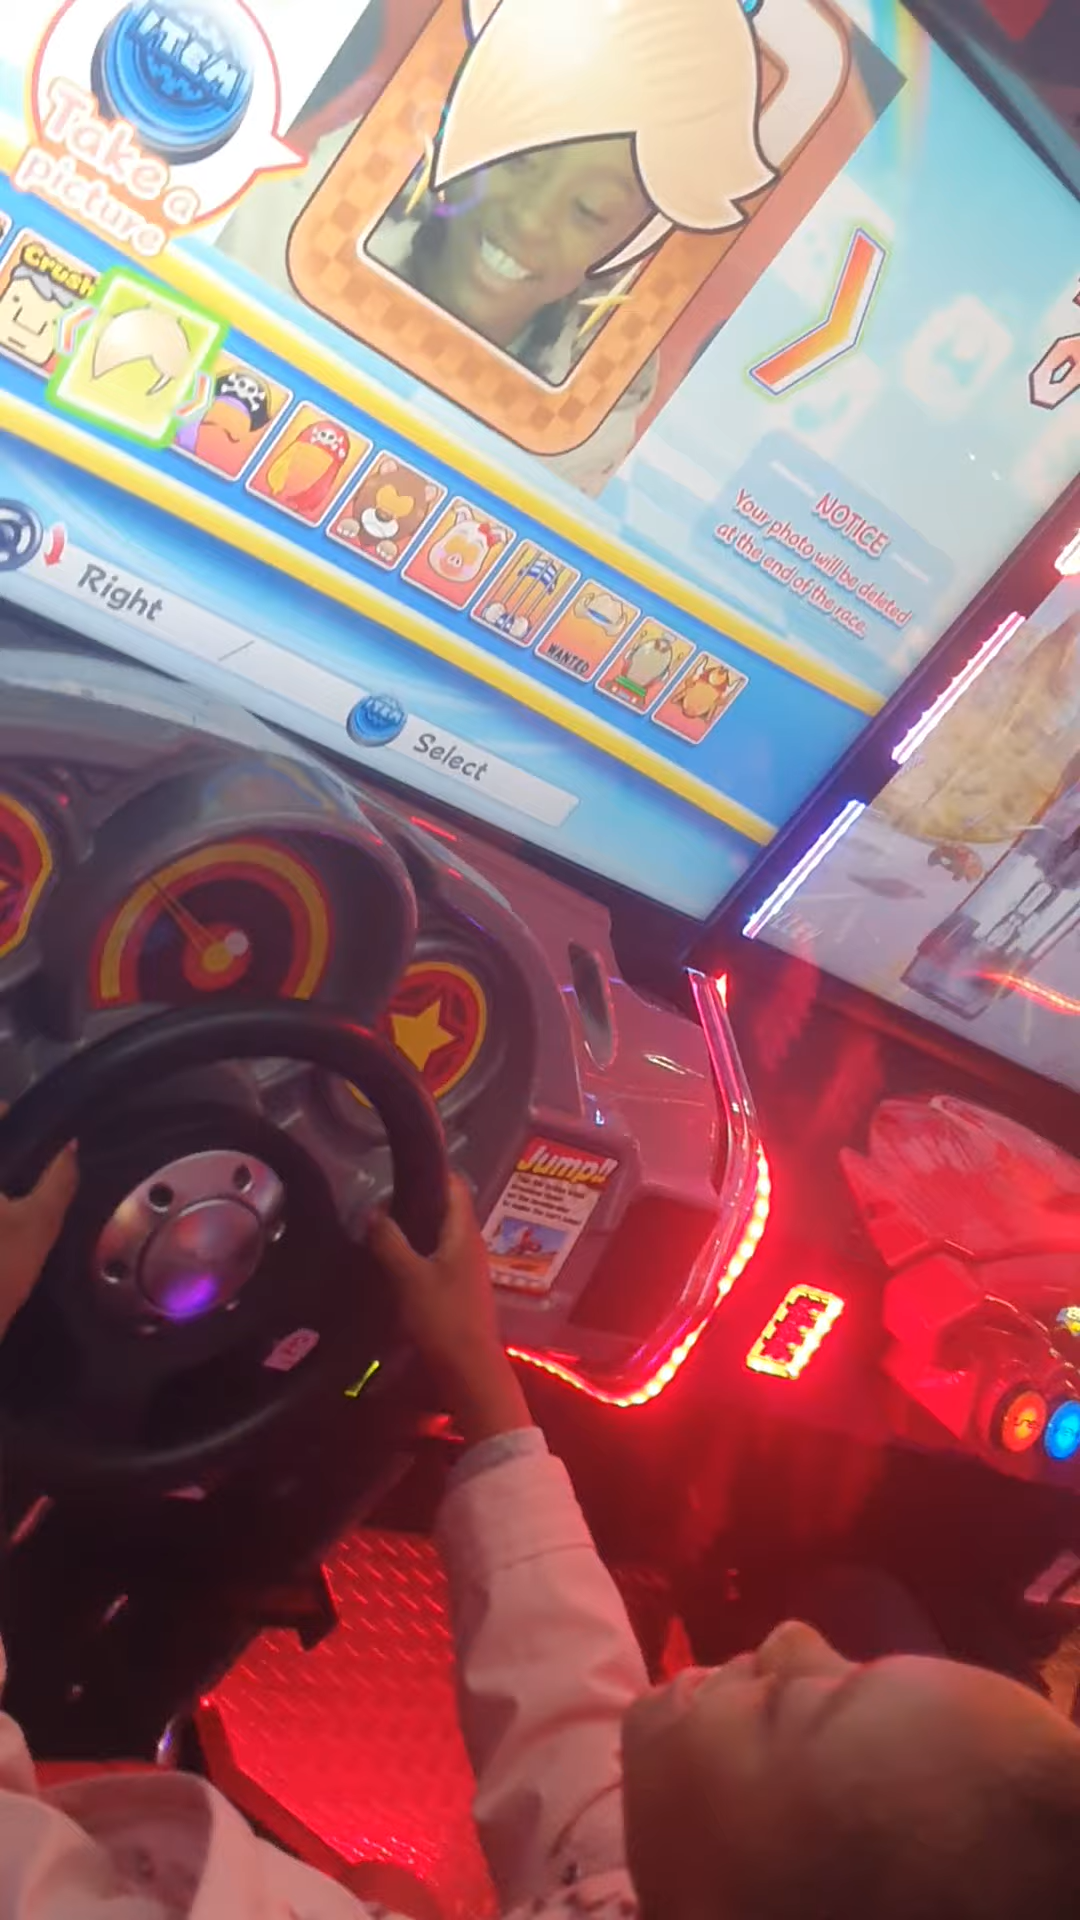 ITEM
Take a
picture
Crush
NOTICE
Your photo will be deleted
at the end of the race.
WANTED
Right
/
Select
Jump!!